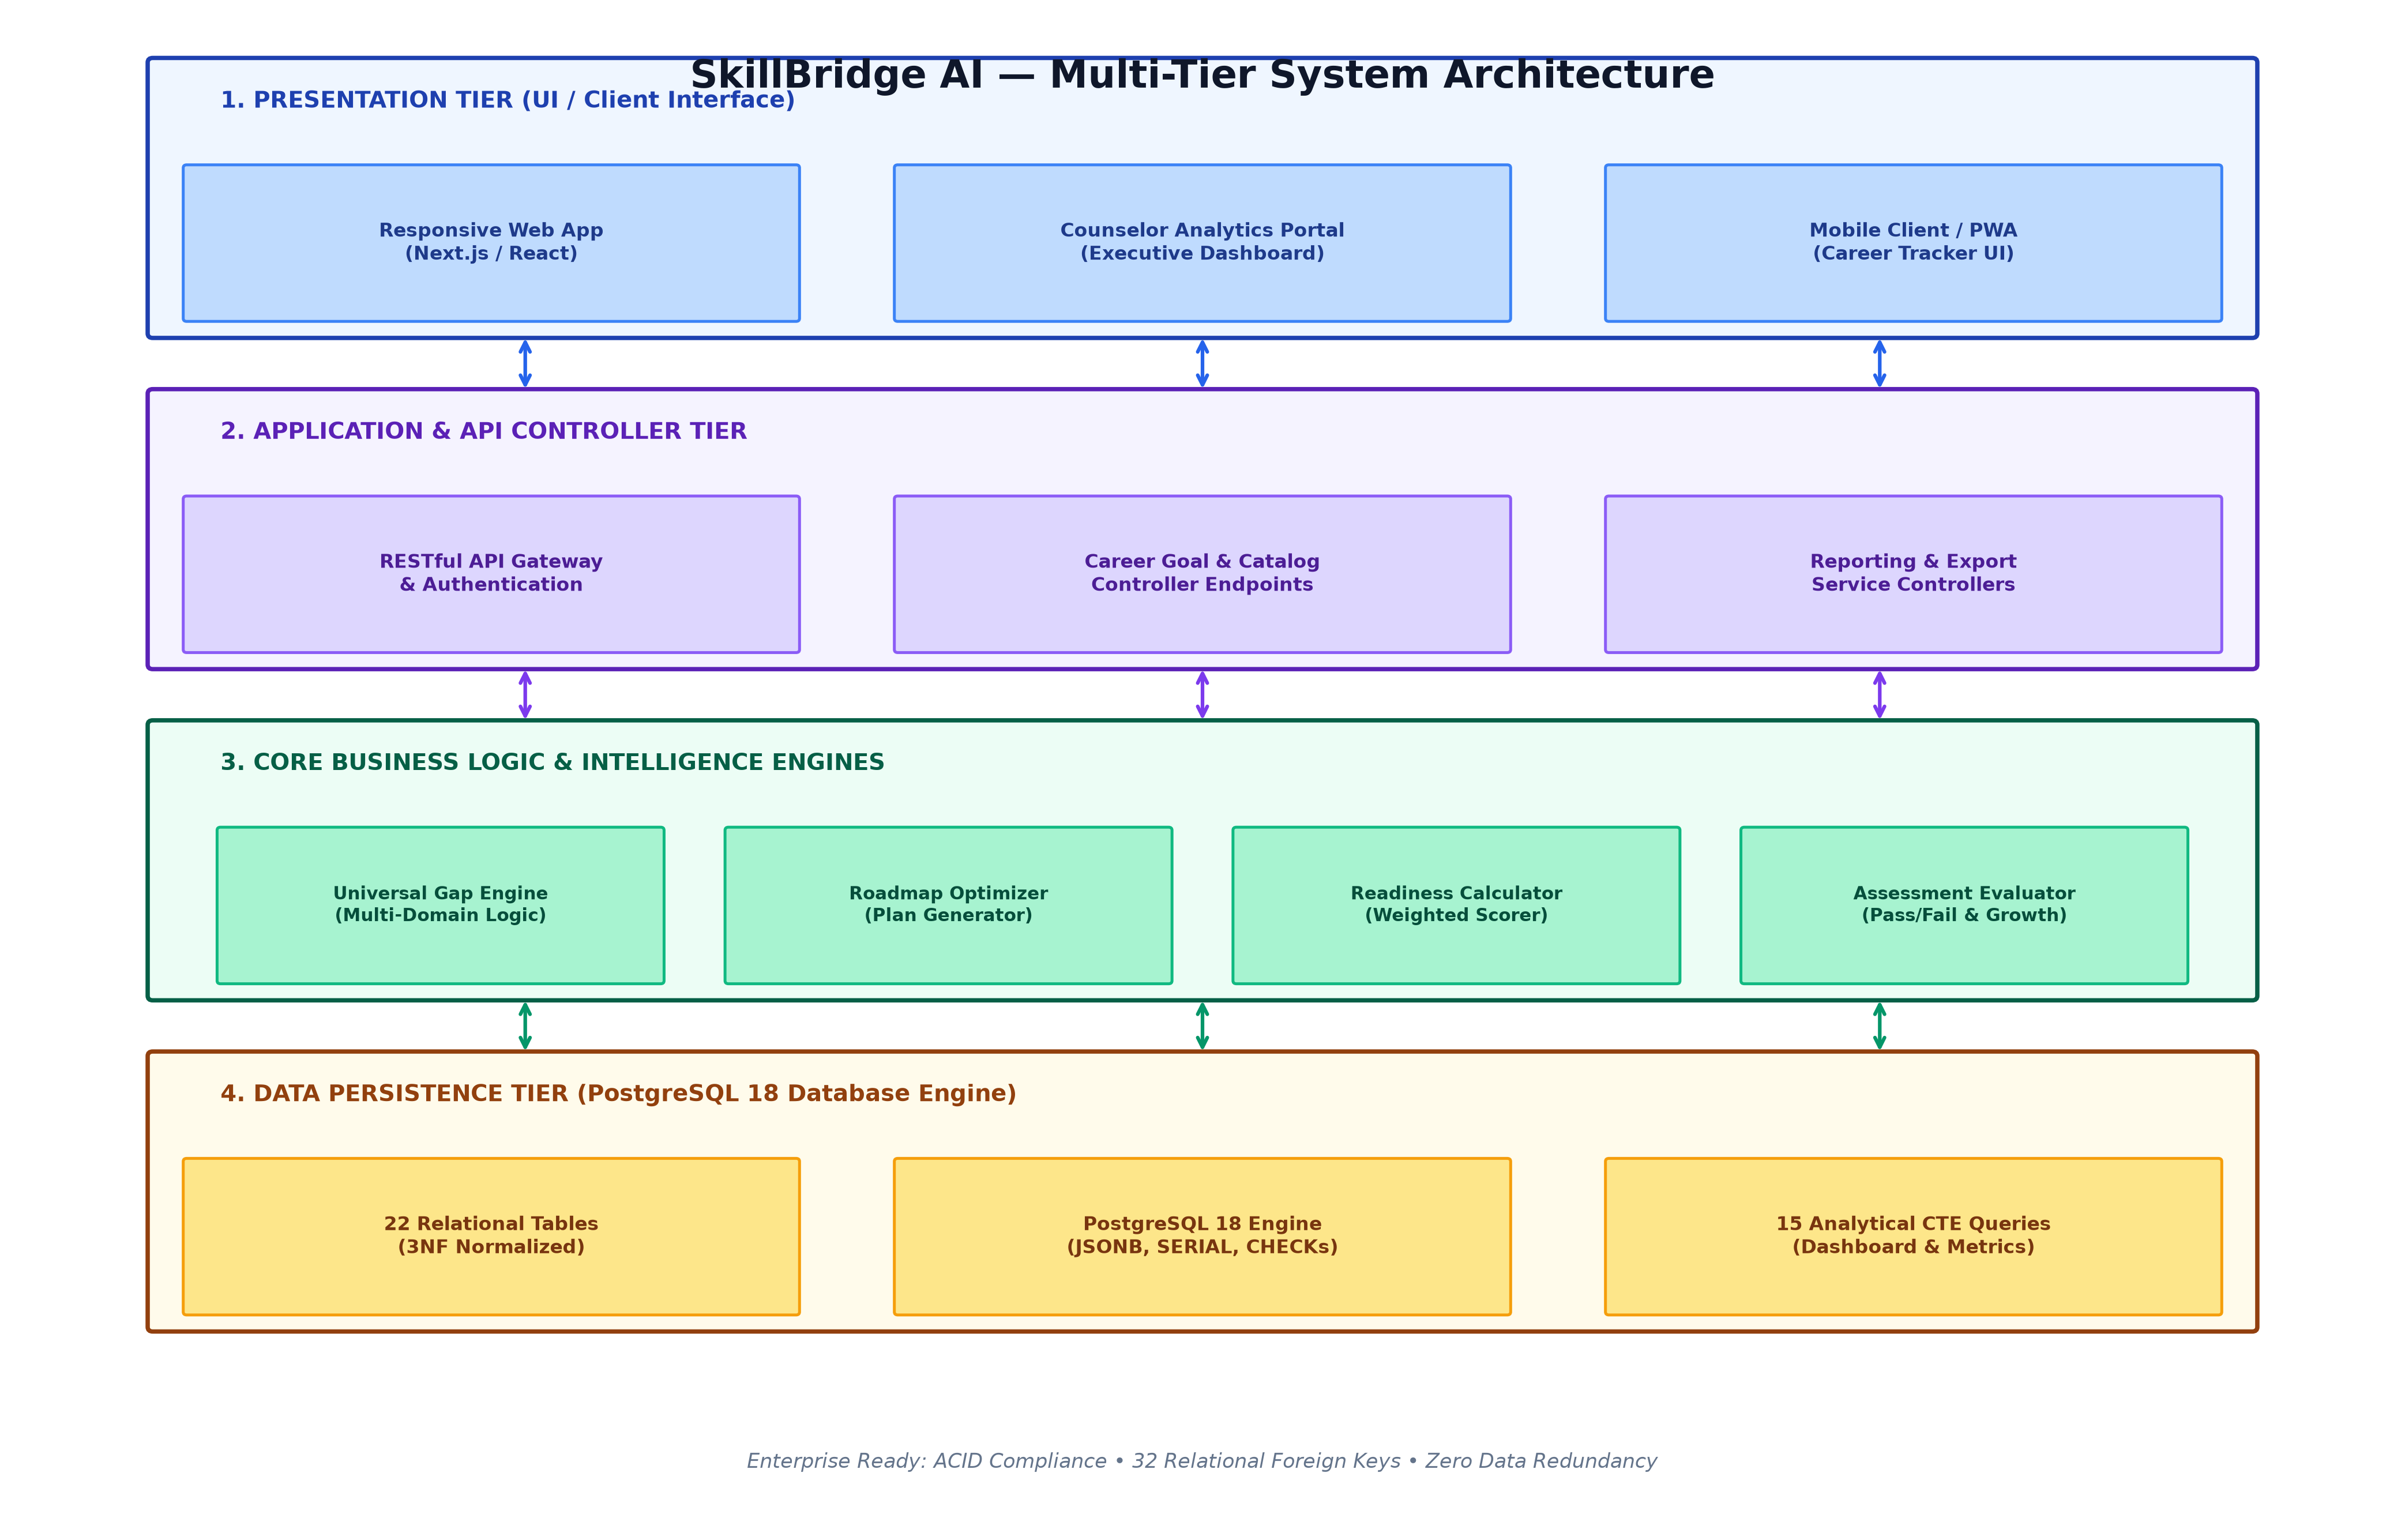 SkillBridge AI — Multi-Tier System Architecture
1. PRESENTATION TIER (UI / Client Interface)
Responsive Web App
(Next.js / React)
Counselor Analytics Portal
(Executive Dashboard)
Mobile Client / PWA
(Career Tracker UI)
2. APPLICATION & API CONTROLLER TIER
RESTful API Gateway
& Authentication
Career Goal & Catalog
Controller Endpoints
Reporting & Export
Service Controllers
3. CORE BUSINESS LOGIC & INTELLIGENCE ENGINES
Universal Gap Engine
(Multi-Domain Logic)
Roadmap Optimizer
(Plan Generator)
Readiness Calculator
(Weighted Scorer)
Assessment Evaluator
(Pass/Fail & Growth)
4. DATA PERSISTENCE TIER (PostgreSQL 18 Database Engine)
22 Relational Tables
(3NF Normalized)
PostgreSQL 18 Engine
(JSONB, SERIAL, CHECKs)
15 Analytical CTE Queries
(Dashboard & Metrics)
Enterprise Ready: ACID Compliance • 32 Relational Foreign Keys • Zero Data Redundancy